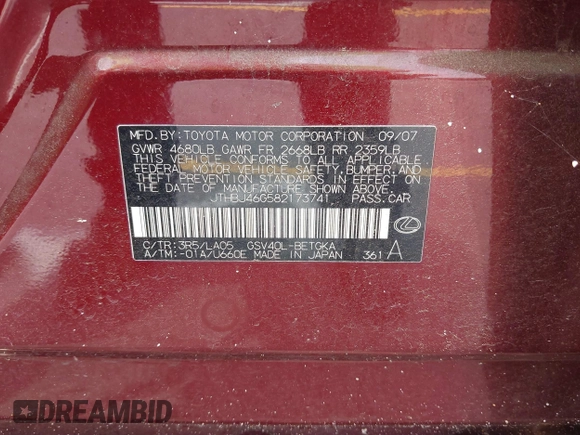 MFD. BY: TOYOTA MOTOR CORPORATION 09/07
GVWR 4680LB GAWR FR 2668LB RR 2359LB
THIS VEHICLE CONFORMS TO ALL APPLICABLE
FEDERAL MOTOR VEHICLE SAFETY, BUMPER, AND
THEFT PREVENTION STANDARDS IN EFFECT ON
THE DATE OF MANUFACTURE SHOWN ABOVE.
JTHBJ46G582173741 PASS.CAR
C/TR: 3R5/LA05 GSV40L-BETGKA
A/TM: -01A/U660E MADE IN JAPAN 361 A
DREAMBID